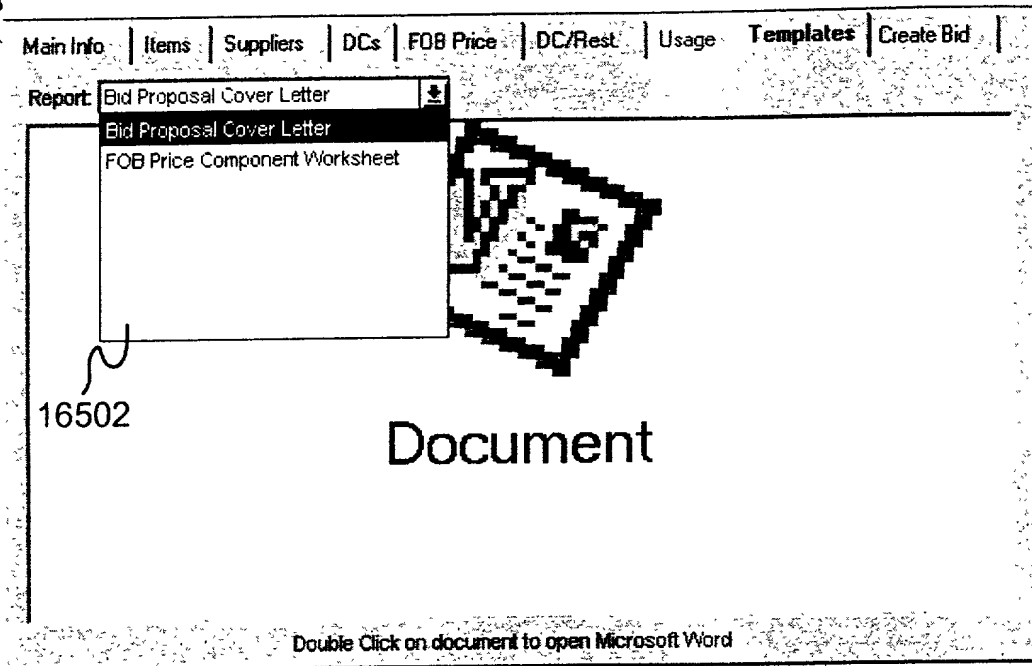 Main Info Items Suppliers DCs FOB Price DC/Rest. Usage Templates Create Bid
Report: Bid Proposal Cover Letter
Bid Proposal Cover Letter
FOB Price Component Worksheet
16502
Document
Double Click on document to open Microsoft Word